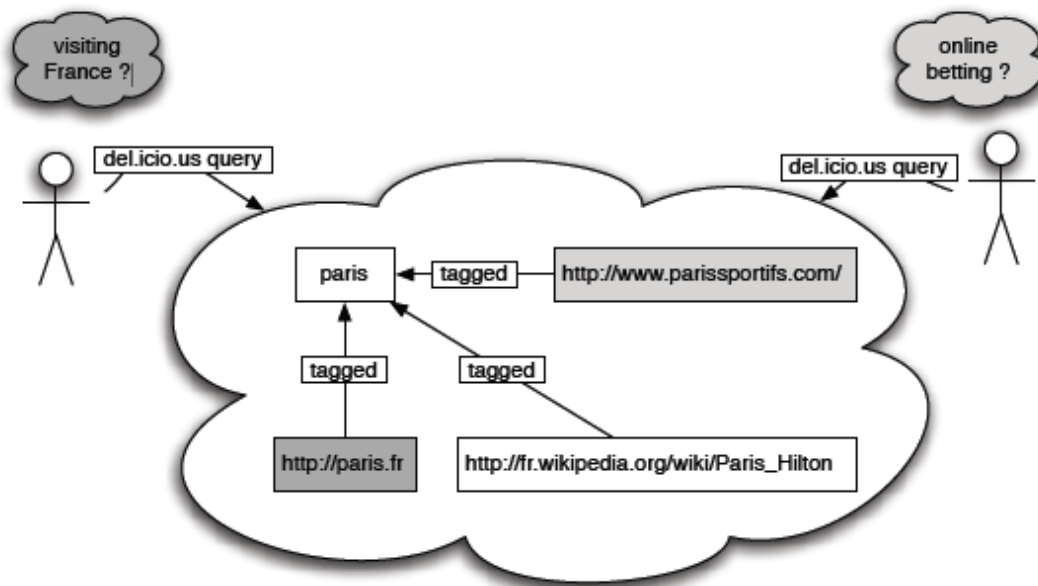 visiting
France ?
online
betting ?
del.icio.us query
del.icio.us query
paris
tagged
http://www.parissportifs.com/
tagged
tagged
http://paris.fr
http://fr.wikipedia.org/wiki/Paris_Hilton